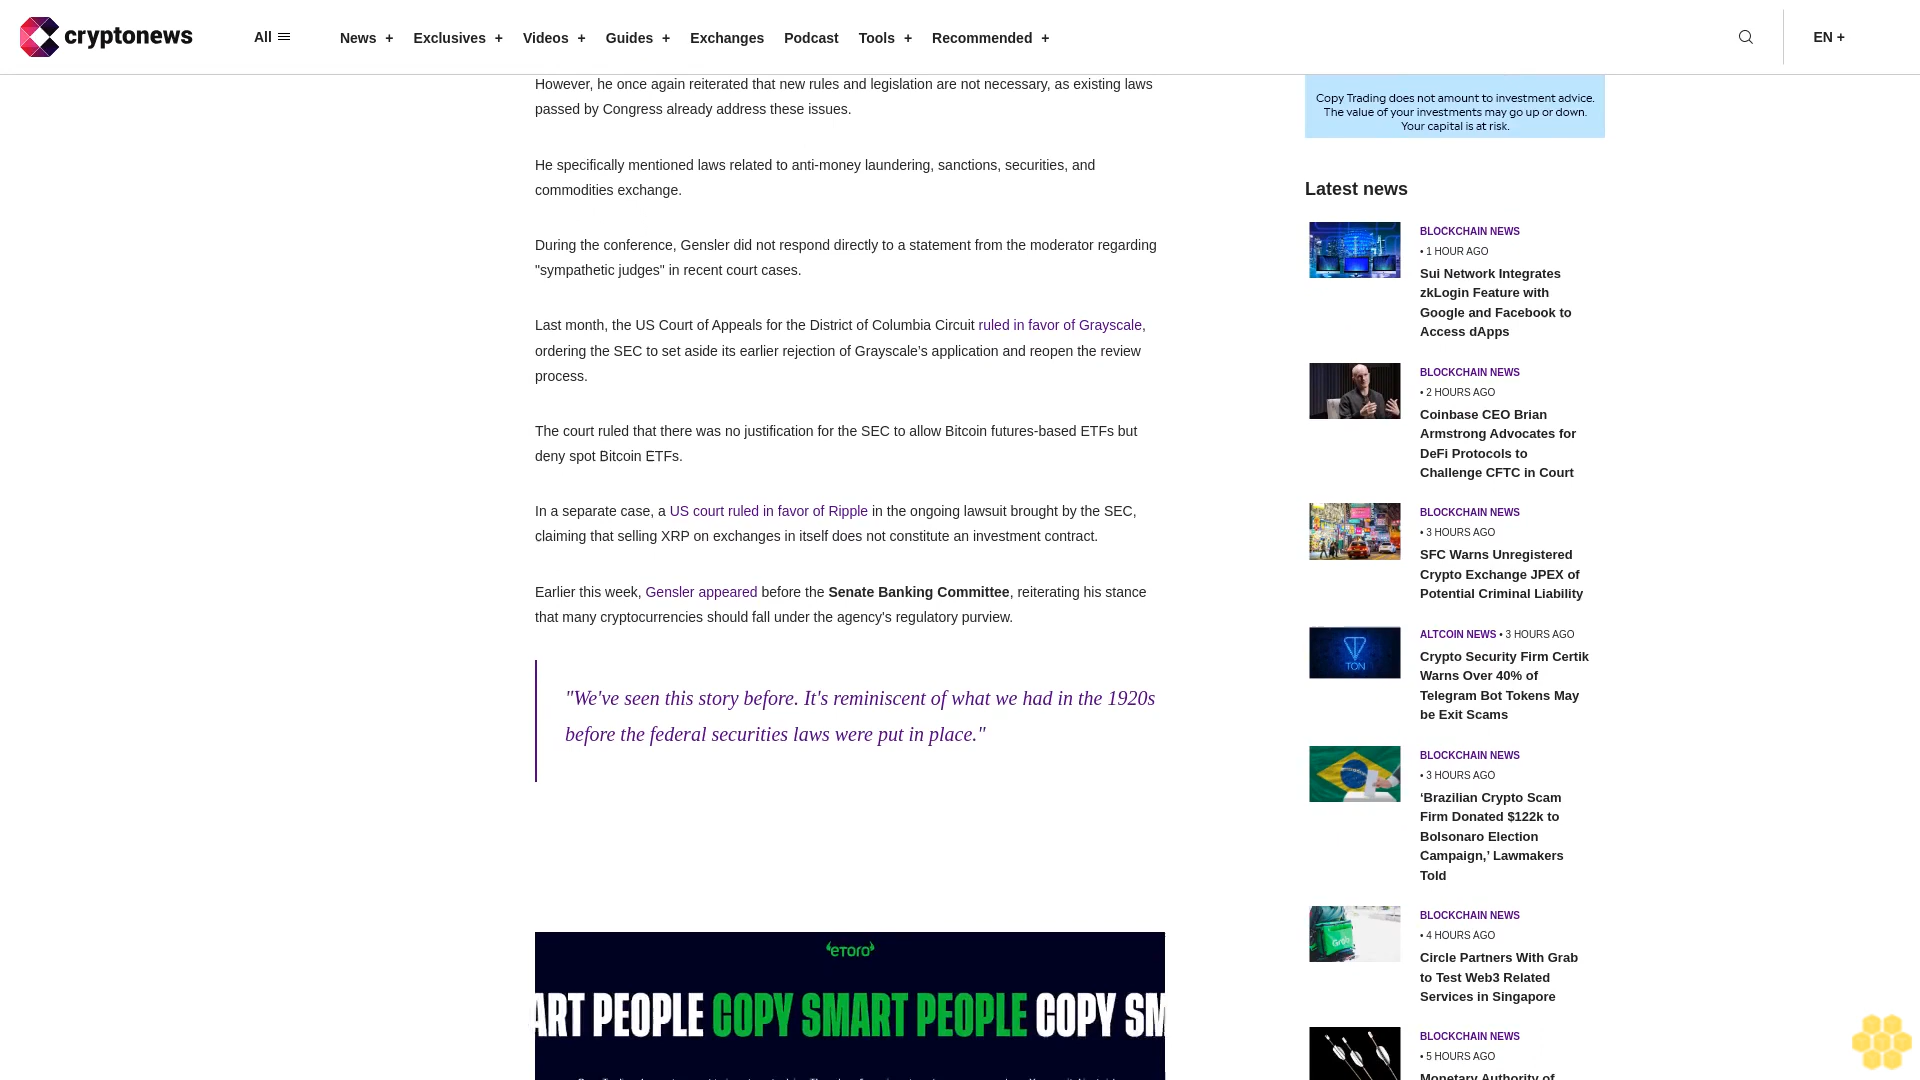 cryptonews
All
News +
Exclusives +
Videos +
Guides +
Exchanges
Podcast
Tools +
Recommended +
EN +
However, he once again reiterated that new rules and legislation are not necessary, as existing laws
passed by Congress already address these issues.
He specifically mentioned laws related to anti-money laundering, sanctions, securities, and
commodities exchange.
During the conference, Gensler did not respond directly to a statement from the moderator regarding
"sympathetic judges" in recent court cases.
Last month, the US Court of Appeals for the District of Columbia Circuit ruled in favor of Grayscale,
ordering the SEC to set aside its earlier rejection of Grayscale’s application and reopen the review
process.
The court ruled that there was no justification for the SEC to allow Bitcoin futures-based ETFs but
deny spot Bitcoin ETFs.
In a separate case, a US court ruled in favor of Ripple in the ongoing lawsuit brought by the SEC,
claiming that selling XRP on exchanges in itself does not constitute an investment contract.
Earlier this week, Gensler appeared before the Senate Banking Committee, reiterating his stance
that many cryptocurrencies should fall under the agency's regulatory purview.
"We've seen this story before. It's reminiscent of what we had in the 1920s
before the federal securities laws were put in place."
eToro
ART PEOPLE COPY SMART PEOPLE COPY SM
Copy Trading does not amount to investment advice.
The value of your investments may go up or down.
Your capital is at risk.
Latest news
BLOCKCHAIN NEWS
• 1 HOUR AGO
Sui Network Integrates
zkLogin Feature with
Google and Facebook to
Access dApps
BLOCKCHAIN NEWS
• 2 HOURS AGO
Coinbase CEO Brian
Armstrong Advocates for
DeFi Protocols to
Challenge CFTC in Court
BLOCKCHAIN NEWS
• 3 HOURS AGO
SFC Warns Unregistered
Crypto Exchange JPEX of
Potential Criminal Liability
TON
ALTCOIN NEWS • 3 HOURS AGO
Crypto Security Firm Certik
Warns Over 40% of
Telegram Bot Tokens May
be Exit Scams
BLOCKCHAIN NEWS
• 3 HOURS AGO
‘Brazilian Crypto Scam
Firm Donated $122k to
Bolsonaro Election
Campaign,’ Lawmakers
Told
Grab
BLOCKCHAIN NEWS
• 4 HOURS AGO
Circle Partners With Grab
to Test Web3 Related
Services in Singapore
BLOCKCHAIN NEWS
• 5 HOURS AGO
Monetary Authority of